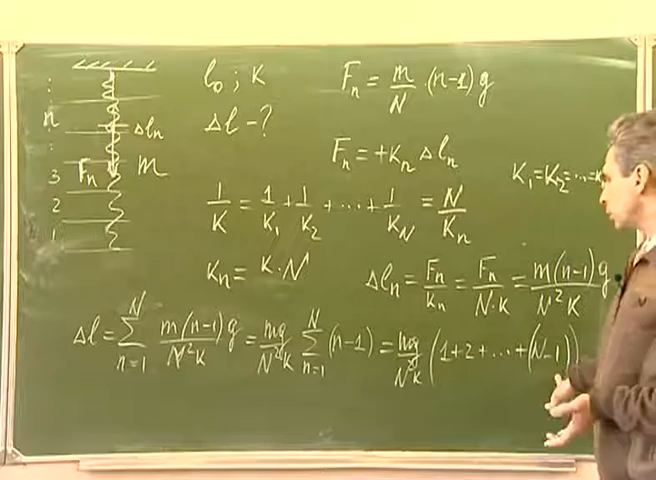 l₀ ; K
Fₙ = m/N · (n-1) g
Δl - ?
⋮
n
⋮
3
2
1
Δlₙ
Fₙ
m
Fₙ = +Kₙ Δlₙ
K₁=K₂=...=K
1/K = 1/K₁ + 1/K₂ + ... + 1/K_N = N/Kₙ
Kₙ = K·N
Δlₙ = Fₙ/Kₙ = Fₙ/(N·K) = m(n-1)g/(N²K)
Δl = Σ_{n=1}^{N} m(n-1)g/(N²K) = mg/(N²K) Σ_{n=1}^{N} (n-1) = mg/(N²K) (1+2+...+(N-1))